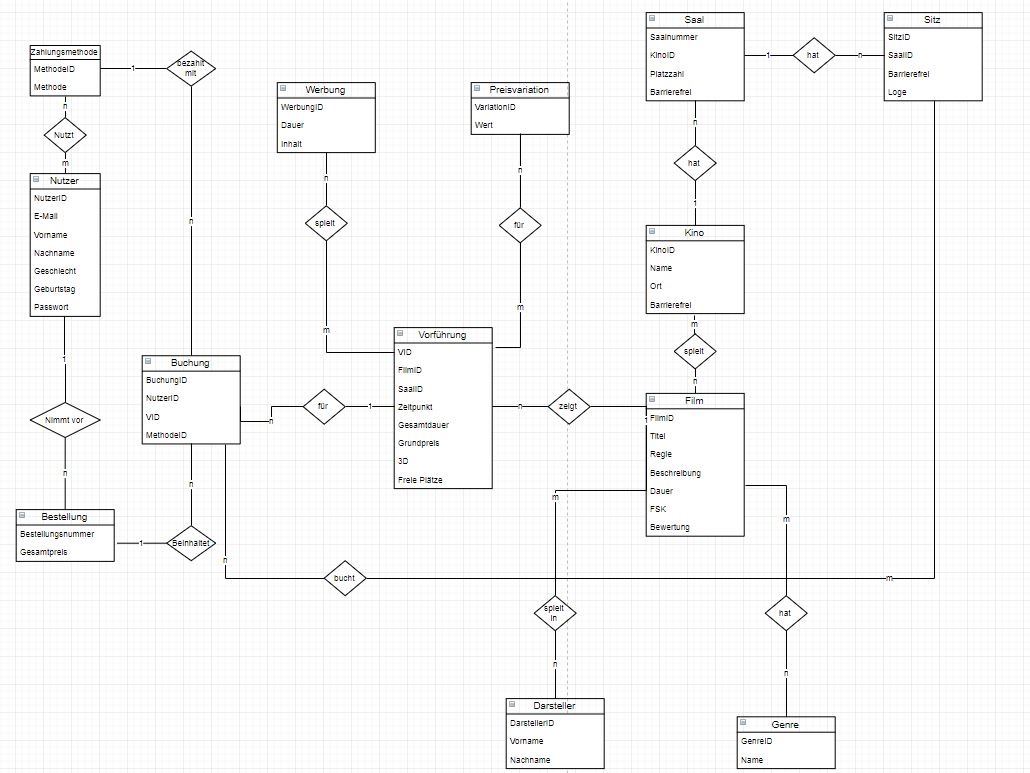 Zahlungsmethode
MethodeID
Methode
1
bezahlt
mit
n
n
Nutzt
m
Nutzer
NutzerID
E-Mail
Vorname
Nachname
Geschlecht
Geburtstag
Passwort
1
Nimmt vor
n
Bestellung
Bestellungsnummer
Gesamtpreis
1
Beinhaltet
n
Buchung
BuchungID
NutzerID
VID
MethodeID
n
für
1
n
bucht
m
Werbung
WerbungID
Dauer
Inhalt
n
spielt
m
Preisvariation
VariationID
Wert
n
für
m
Vorführung
VID
FilmID
SaalID
Zeitpunkt
Gesamtdauer
Grundpreis
3D
Freie Plätze
n
zeigt
1
Saal
Saalnummer
KinoID
Platzzahl
Barrierefrei
1
hat
n
Sitz
SitzID
SaalID
Barrierefrei
Loge
n
hat
1
Kino
KinoID
Name
Ort
Barrierefrei
m
spielt
n
Film
FilmID
Titel
Regie
Beschreibung
Dauer
FSK
Bewertung
m
spielt
in
n
Darsteller
DarstellerID
Vorname
Nachname
m
hat
n
Genre
GenreID
Name